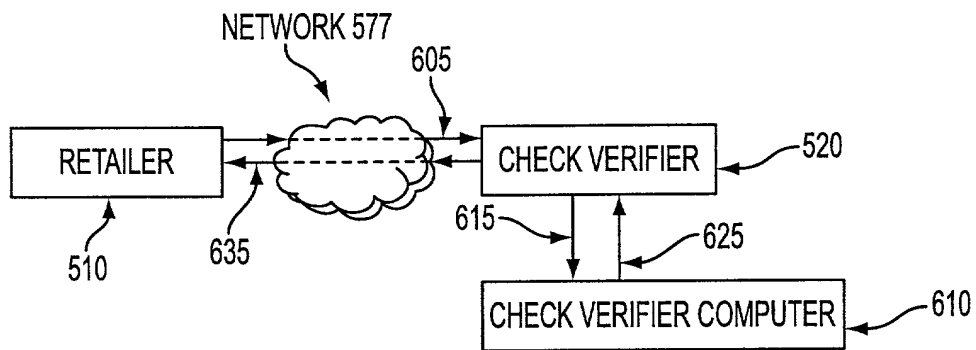 NETWORK 577
605
RETAILER
CHECK VERIFIER
520
510
635
615
625
CHECK VERIFIER COMPUTER
610